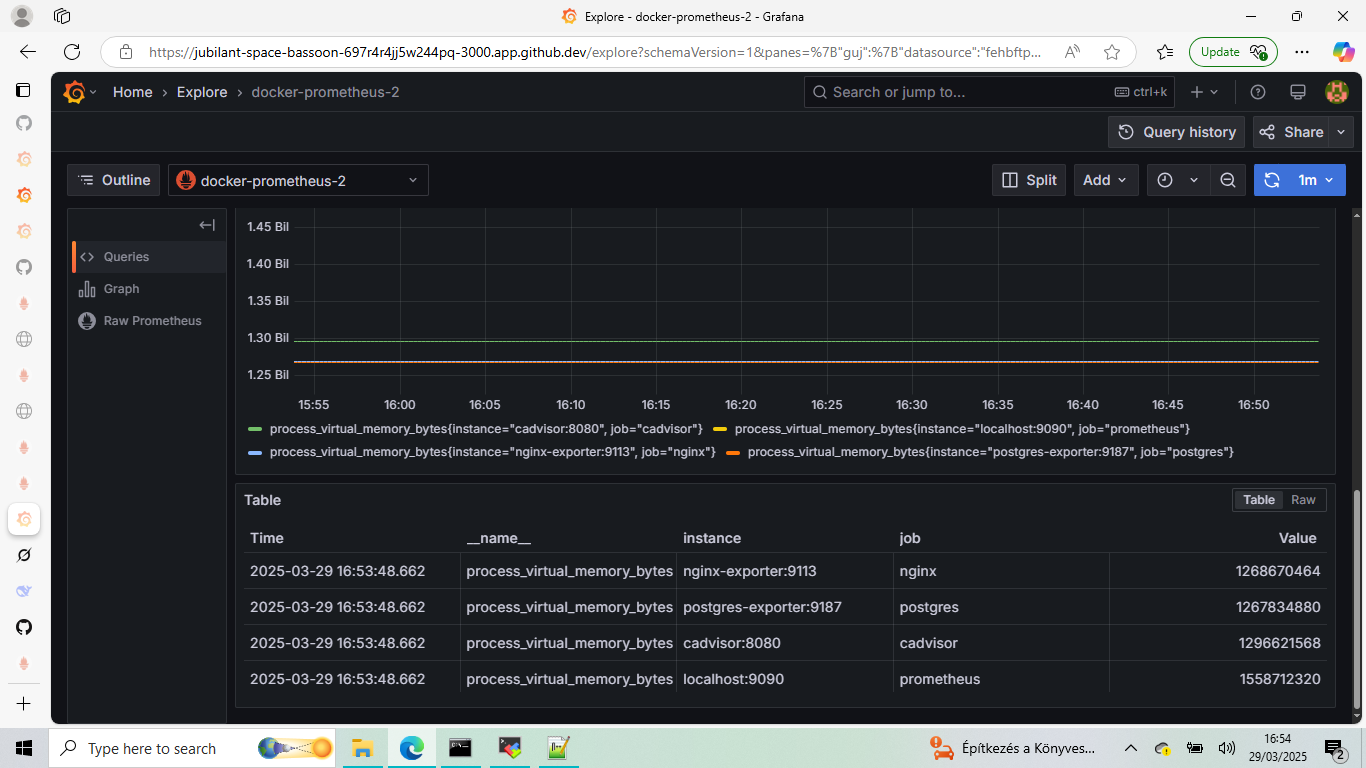 Explore - docker-prometheus-2 - Grafana
https://jubilant-space-bassoon-697r4r4jj5w244pq-3000.app.github.dev/explore?schemaVersion=1&panes=%7B"guj":%7B"datasource":"fehbftp...
Update
Home › Explore › docker-prometheus-2
Search or jump to...
ctrl+k
Query history
Share
Outline
docker-prometheus-2
Split
Add
1m
Queries
Graph
Raw Prometheus
1.45 Bil
1.40 Bil
1.35 Bil
1.30 Bil
1.25 Bil
15:55 16:00 16:05 16:10 16:15 16:20 16:25 16:30 16:35 16:40 16:45 16:50
process_virtual_memory_bytes{instance="cadvisor:8080", job="cadvisor"} process_virtual_memory_bytes{instance="localhost:9090", job="prometheus"}
process_virtual_memory_bytes{instance="nginx-exporter:9113", job="nginx"} process_virtual_memory_bytes{instance="postgres-exporter:9187", job="postgres"}
Table
Table Raw
Time __name__ instance job Value
2025-03-29 16:53:48.662 process_virtual_memory_bytes nginx-exporter:9113 nginx 1268670464
2025-03-29 16:53:48.662 process_virtual_memory_bytes postgres-exporter:9187 postgres 1267834880
2025-03-29 16:53:48.662 process_virtual_memory_bytes cadvisor:8080 cadvisor 1296621568
2025-03-29 16:53:48.662 process_virtual_memory_bytes localhost:9090 prometheus 1558712320
Type here to search
Építkezés a Könyves...
16:54
29/03/2025
2